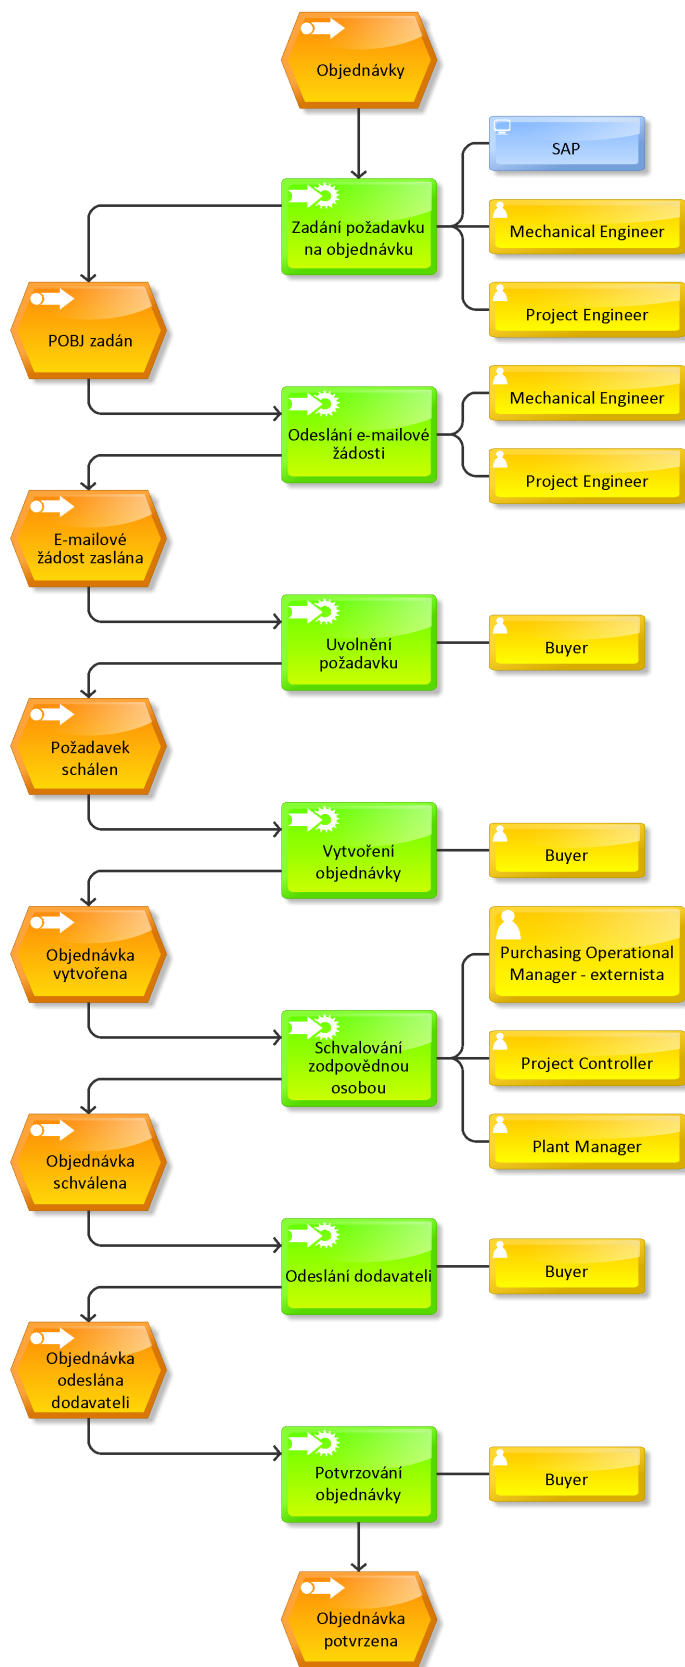 Objednávky
SAP
Zadání požadavku
na objednávku
Mechanical Engineer
Project Engineer
POBJ zadán
Mechanical Engineer
Odeslání e-mailové
žádosti
Project Engineer
E-mailové
žádost zaslána
Uvolnění
požadavku
Buyer
Požadavek
schálen
Vytvoření
objednávky
Buyer
Objednávka
vytvořena
Purchasing Operational
Manager - externista
Schvalování
zodpovědnou
osobou
Project Controller
Plant Manager
Objednávka
schválena
Odeslání dodavateli
Buyer
Objednávka
odeslána
dodavateli
Potvrzování
objednávky
Buyer
Objednávka
potvrzena